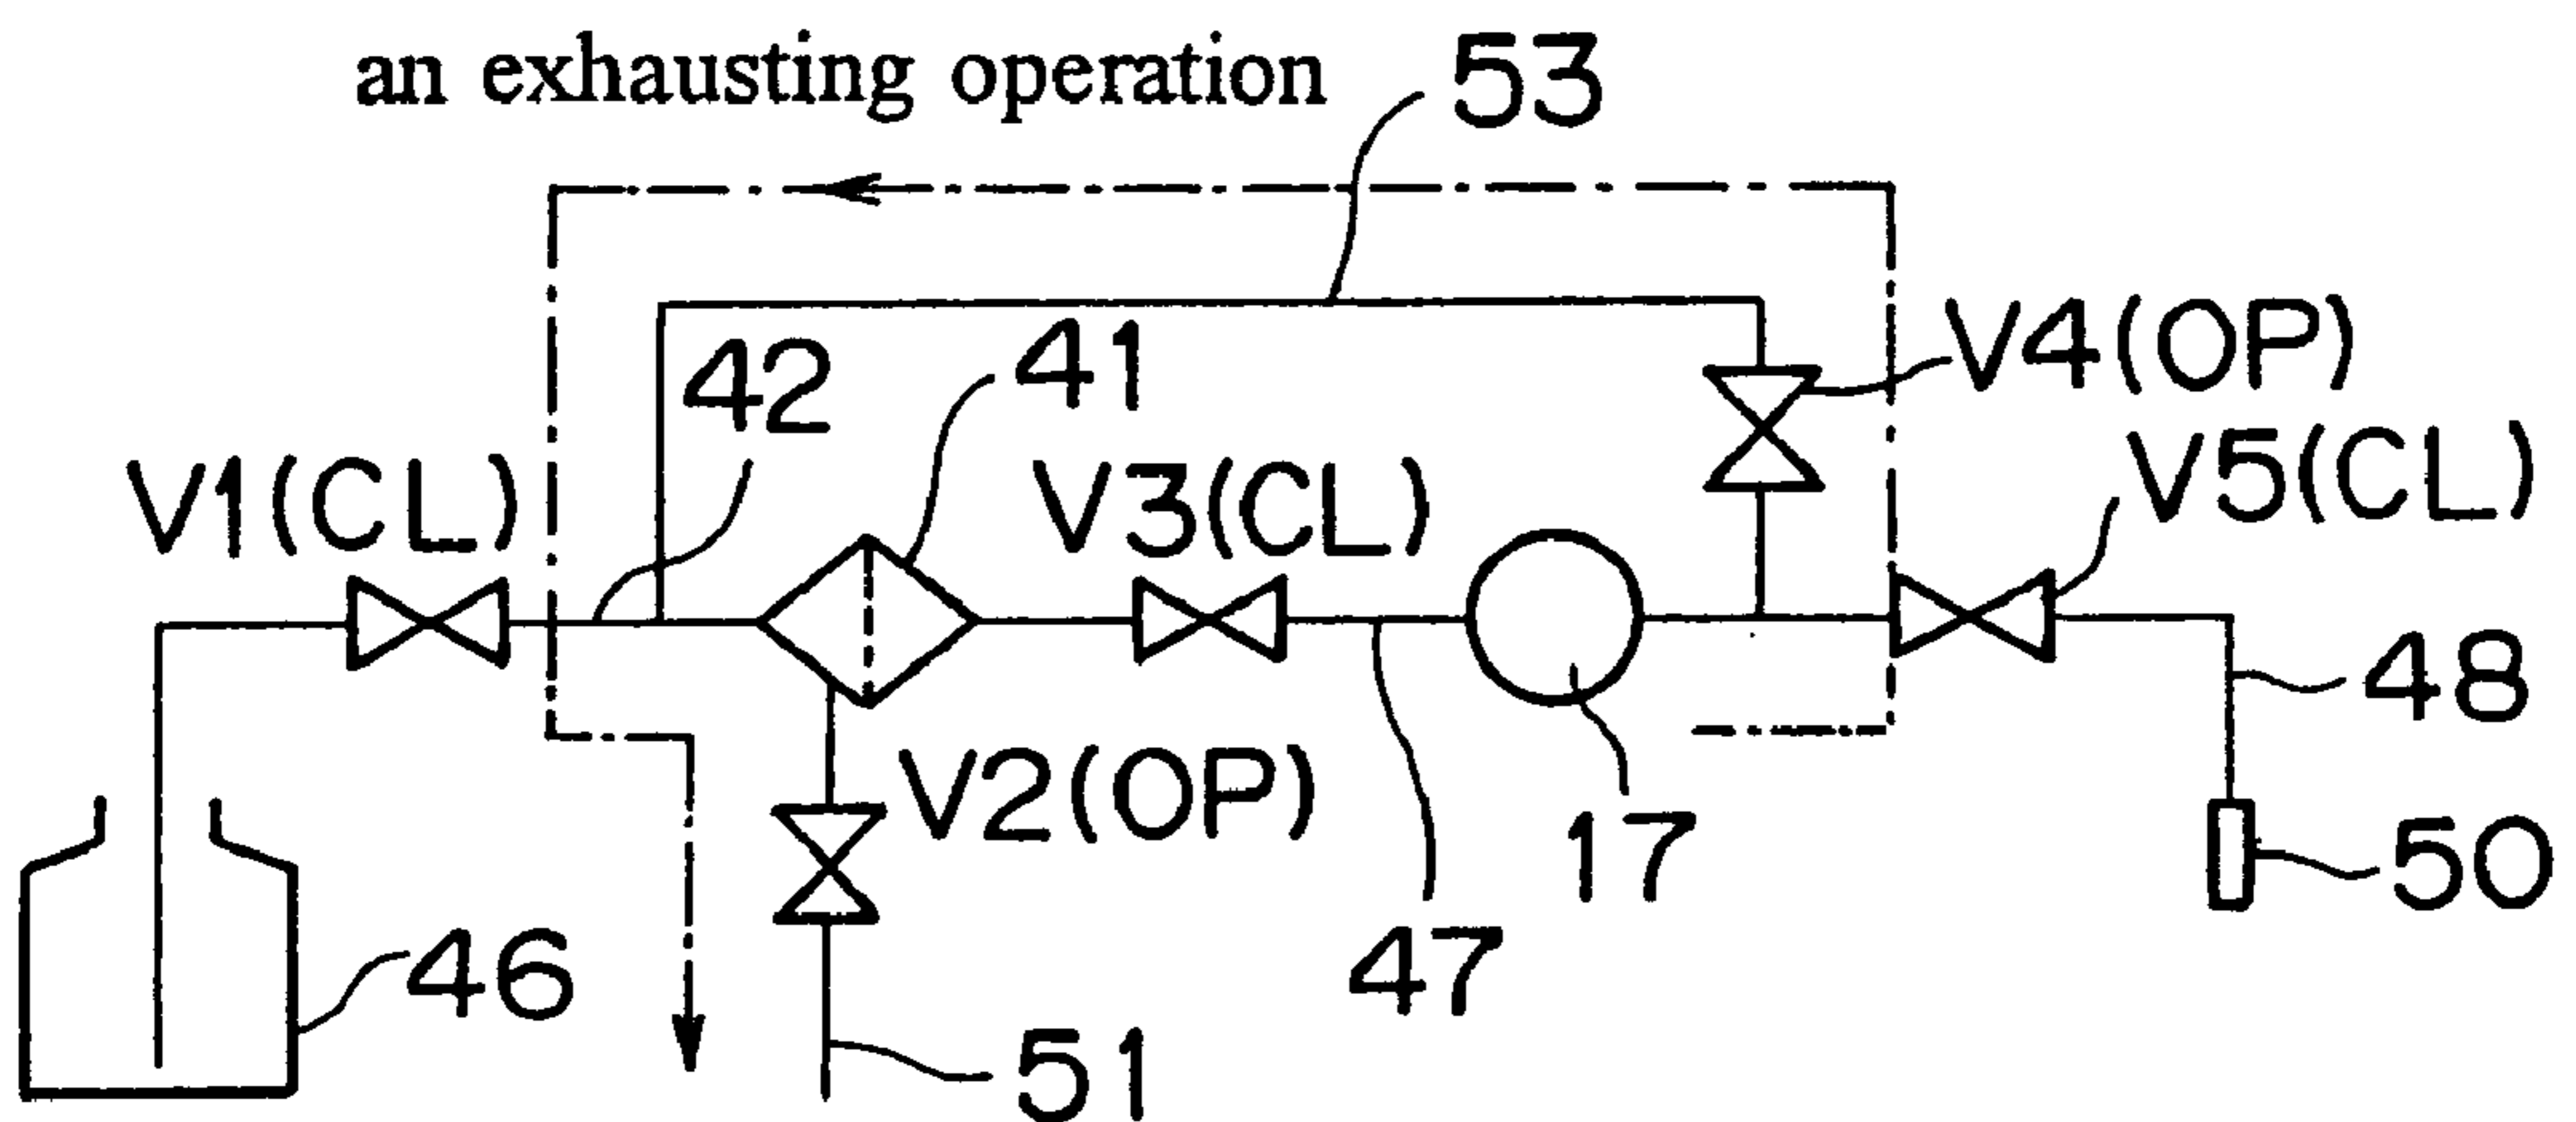 an exhausting operation
53
42
41
V4(OP)
V1(CL)
V3(CL)
V5(CL)
48
V2(OP)
17
50
46
47
51